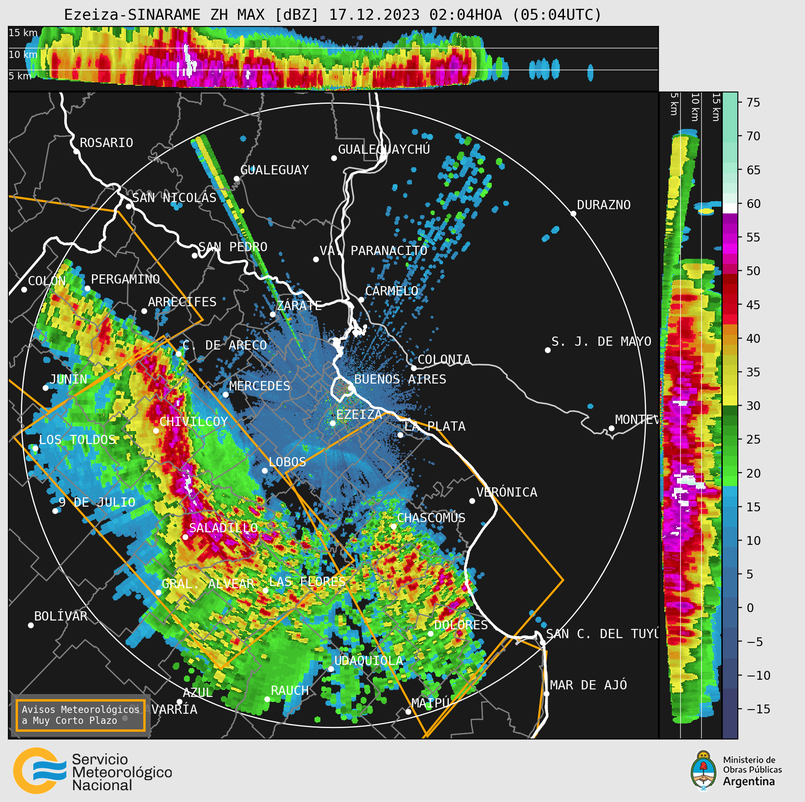 Ezeiza-SINARAME ZH MAX [dBZ] 17.12.2023 02:04HOA (05:04UTC)
15 km
10 km
5 km
5 km
10 km
15 km
75
70
65
60
55
50
45
40
35
30
25
20
15
10
5
0
−5
−10
−15
ROSARIO
GUALEGUAYCHÚ
GUALEGUAY
SAN NICOLÁS
DURAZNO
SAN PEDRO
VA. PARANACITO
COLÓN
PERGAMINO
CARMELO
ARRECIFES
ZÁRATE
C. DE ARECO
S. J. DE MAYO
COLONIA
JUNÍN
MERCEDES
BUENOS AIRES
EZEIZA
CHIVILCOY
LA PLATA
MONTEV
LOS TOLDOS
LOBOS
9 DE JULIO
VERÓNICA
SALADILLO
CHASCOMÚS
GRAL. ALVEAR
LAS FLORES
BOLÍVAR
DOLORES
SAN C. DEL TUYÚ
UDAQUIOLA
MAR DE AJÓ
AZUL
RAUCH
MAIPÚ
VARRÍA
Avisos Meteorológicos
a Muy Corto Plazo
Servicio
Meteorológico
Nacional
Ministerio de
Obras Públicas
Argentina